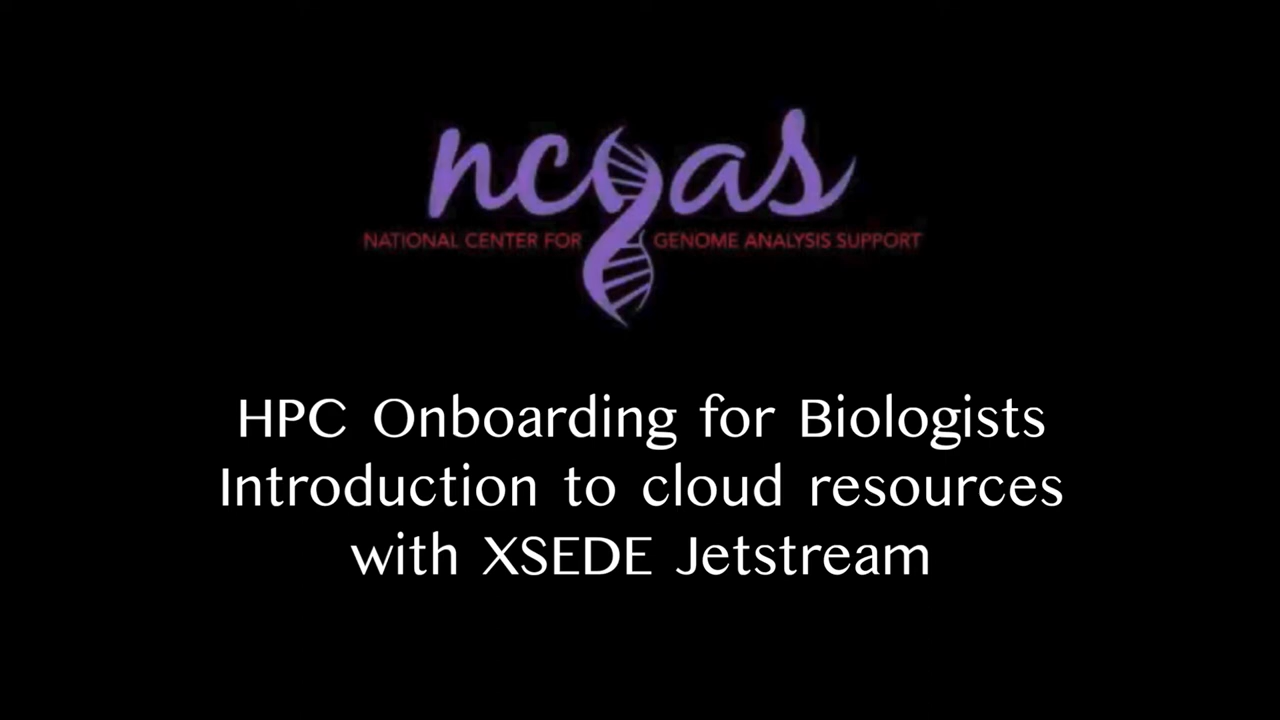 ncgas
NATIONAL CENTER FOR GENOME ANALYSIS SUPPORT
HPC Onboarding for Biologists
Introduction to cloud resources
with XSEDE Jetstream